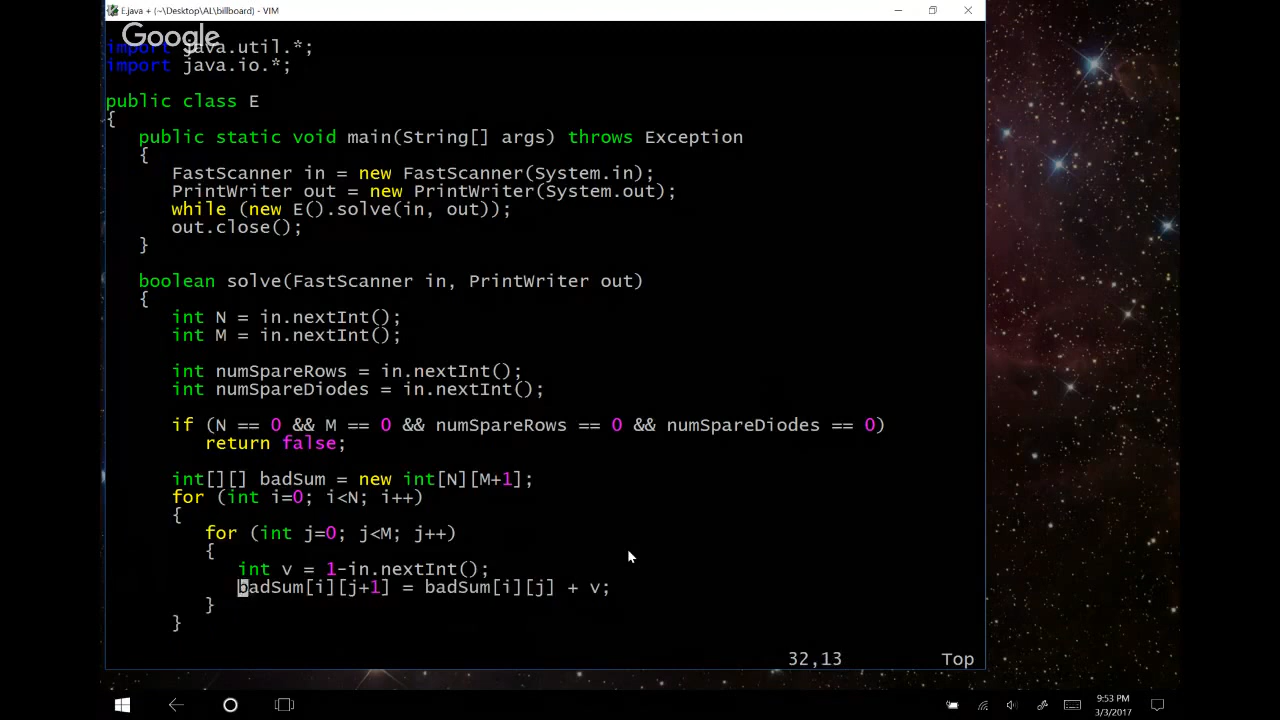 E.java + (~\Desktop\AL\billboard) - VIM
Google
import java.util.*;
import java.io.*;
public class E
{
public static void main(String[] args) throws Exception
{
FastScanner in = new FastScanner(System.in);
PrintWriter out = new PrintWriter(System.out);
while (new E().solve(in, out));
out.close();
}
boolean solve(FastScanner in, PrintWriter out)
{
int N = in.nextInt();
int M = in.nextInt();
int numSpareRows = in.nextInt();
int numSpareDiodes = in.nextInt();
if (N == 0 && M == 0 && numSpareRows == 0 && numSpareDiodes == 0)
return false;
int[][] badSum = new int[N][M+1];
for (int i=0; i<N; i++)
{
for (int j=0; j<M; j++)
{
int v = 1-in.nextInt();
badSum[i][j+1] = badSum[i][j] + v;
}
}
32,13 Top
9:53 PM
3/3/2017